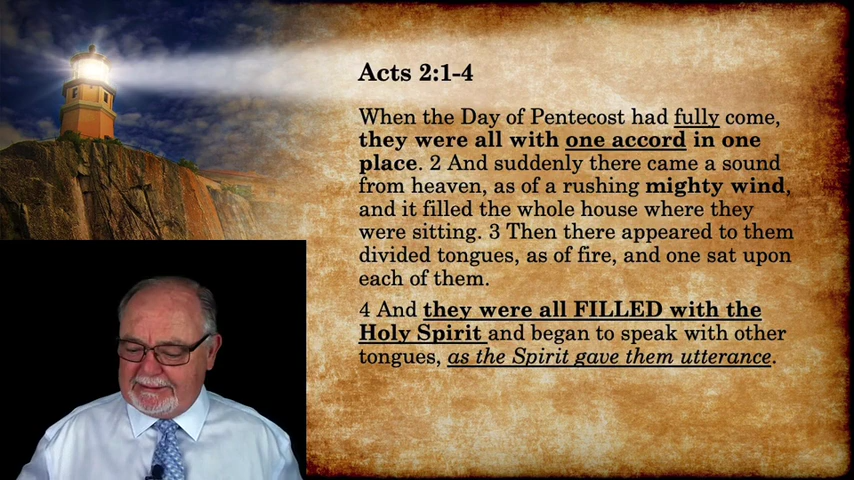 Acts 2:1-4
When the Day of Pentecost had fully come,
they were all with one accord in one
place. 2 And suddenly there came a sound
from heaven, as of a rushing mighty wind,
and it filled the whole house where they
were sitting. 3 Then there appeared to them
divided tongues, as of fire, and one sat upon
each of them.
4 And they were all FILLED with the
Holy Spirit and began to speak with other
tongues, as the Spirit gave them utterance.